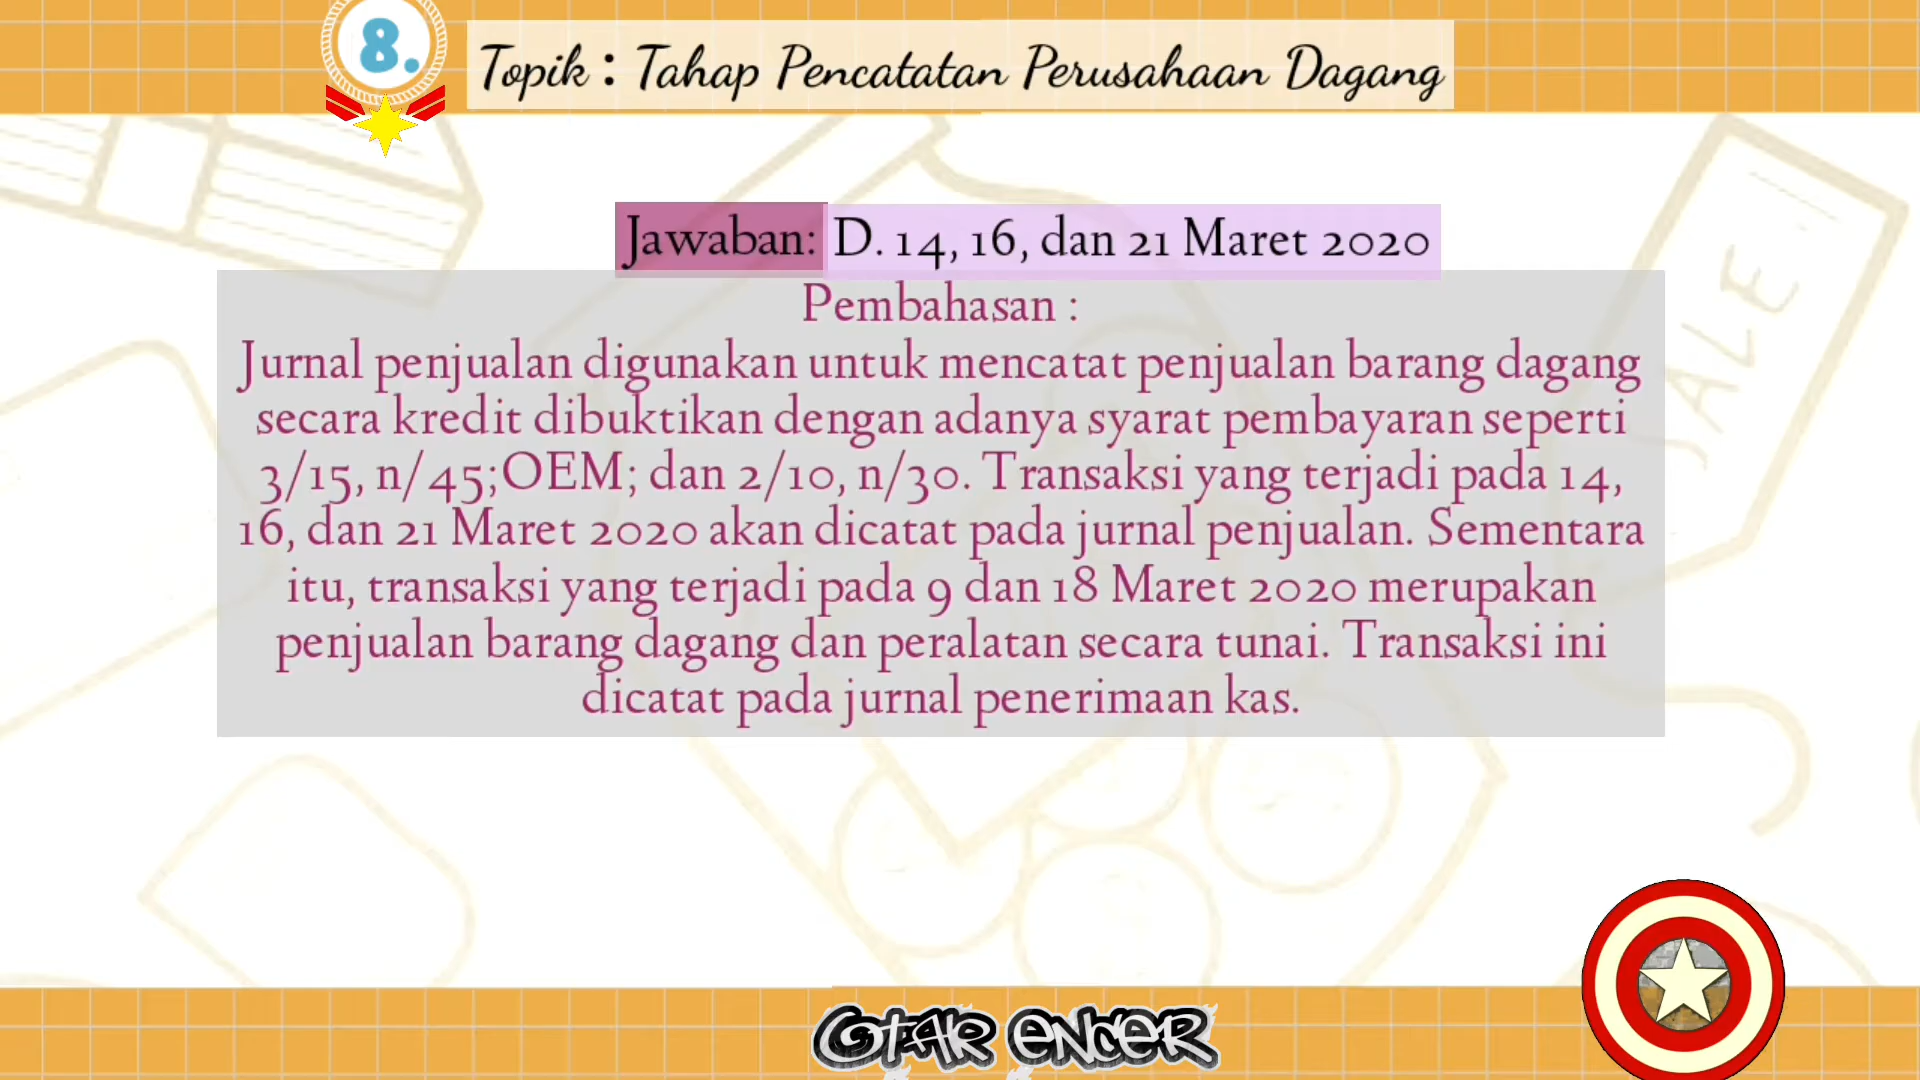 8.
Topik : Tahap Pencatatan Perusahaan Dagang
SALE
Jawaban: D. 14, 16, dan 21 Maret 2020
Pembahasan :
Jurnal penjualan digunakan untuk mencatat penjualan barang dagang
secara kredit dibuktikan dengan adanya syarat pembayaran seperti
3/15, n/45;OEM; dan 2/10, n/30. Transaksi yang terjadi pada 14,
16, dan 21 Maret 2020 akan dicatat pada jurnal penjualan. Sementara
itu, transaksi yang terjadi pada 9 dan 18 Maret 2020 merupakan
penjualan barang dagang dan peralatan secara tunai. Transaksi ini
dicatat pada jurnal penerimaan kas.
OTAK ENCER